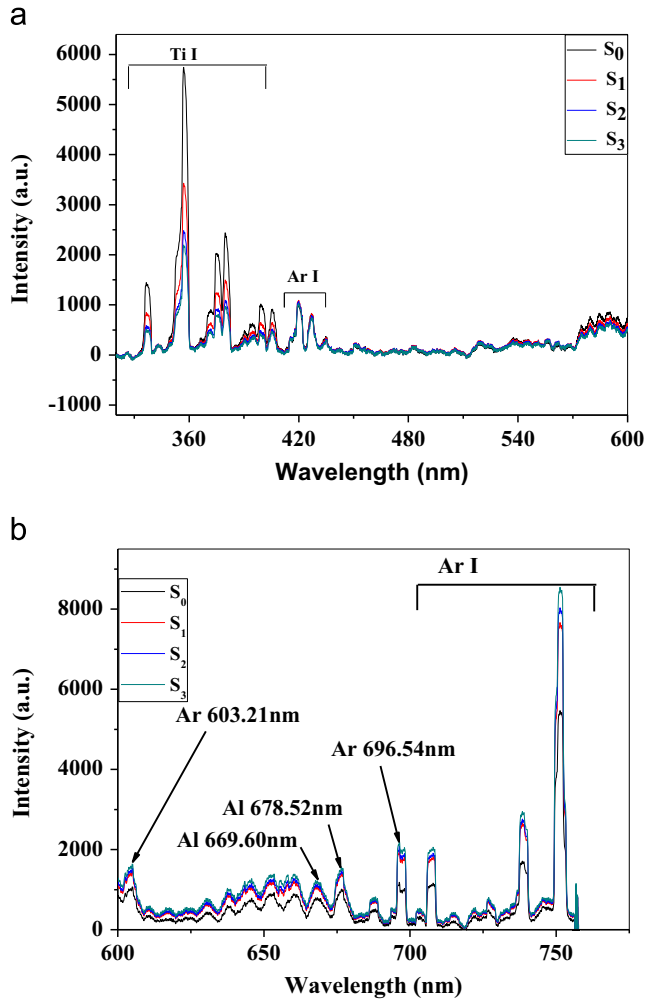 a
6000
5000
4000
3000
2000
1000
0
-1000
Intensity (a.u.)
Ti I
Ar I
S0
S1
S2
S3
360 420 480 540 600
Wavelength (nm)
b
8000
6000
4000
2000
0
Intensity (a.u.)
S0
S1
S2
S3
Ar I
Ar 603.21nm
Ar 696.54nm
Al 678.52nm
Al 669.60nm
600 650 700 750
Wavelength (nm)